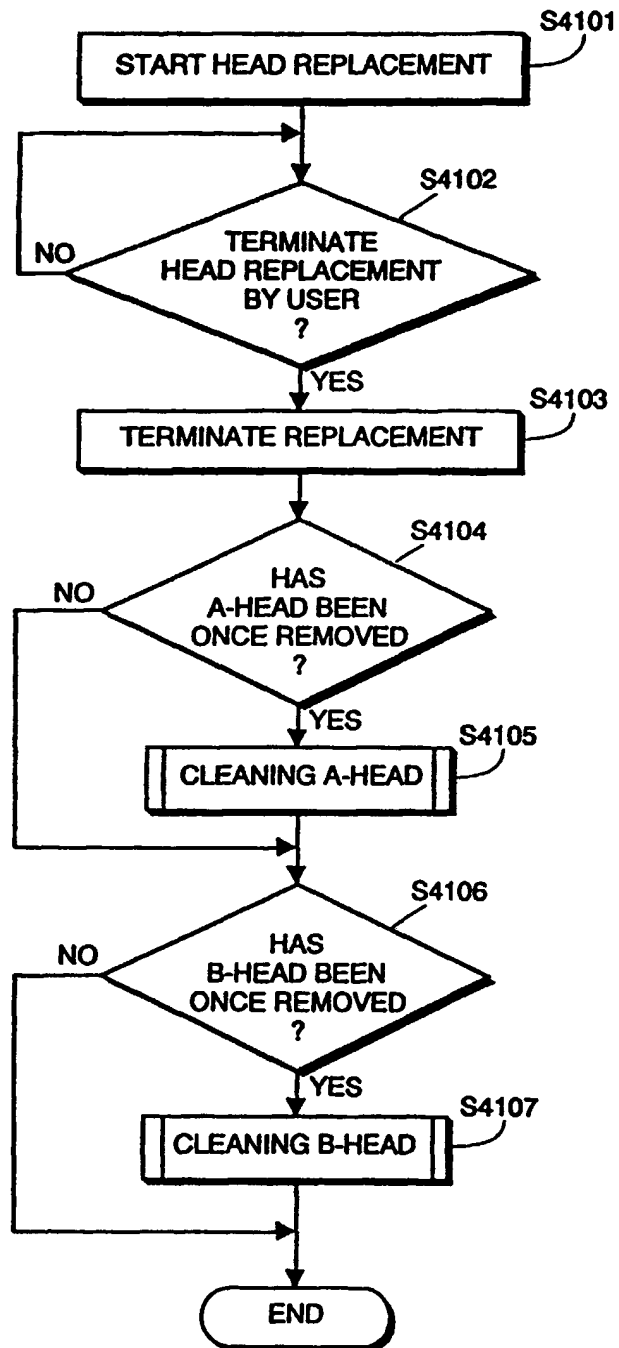 S4101
START HEAD REPLACEMENT
S4102
TERMINATE
HEAD REPLACEMENT
BY USER
?
NO
YES
S4103
TERMINATE REPLACEMENT
S4104
HAS
A-HEAD BEEN
ONCE REMOVED
?
NO
YES
S4105
CLEANING A-HEAD
S4106
HAS
B-HEAD BEEN
ONCE REMOVED
?
NO
YES
S4107
CLEANING B-HEAD
END